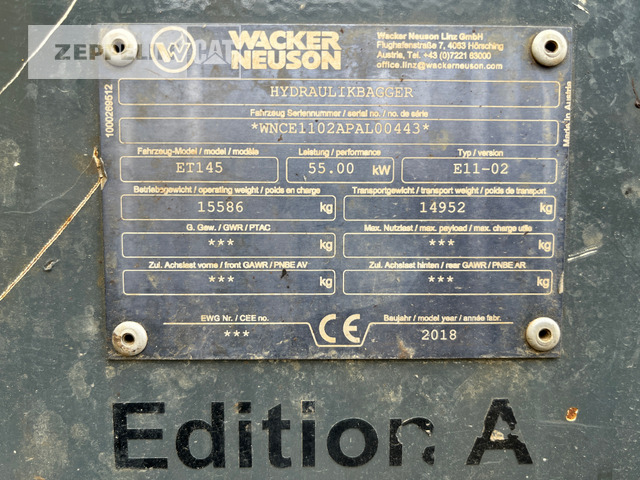 ZEPPELIN CAT
WACKER
NEUSON
Wacker Neuson Linz GmbH
Flughafenstraße 7, 4063 Hörsching
Austria, Tel. +43 (0)7221 63000
office.linz@wackerneuson.com
1000269512
Made in Austria
HYDRAULIKBAGGER
Fahrzeug Seriennummer / serial no./ no. de série
*WNCE1102APAL00443*
Fahrzeug-Model / model / modèle
Leistung / performance
Typ / version
ET145
55.00 kW
E11-02
Betriebsgewicht / operating weight / poids en charge
Transportgewicht / transport weight / poids de transport
15586 kg
14952 kg
G. Gew. / GWR / PTAC
Max. Nutzlast / max. payload / max. charge utile
*** kg
*** kg
Zul. Achslast vorne / front GAWR / PNBE AV
Zul. Achslast hinten / rear GAWR / PNBE AR
*** kg
*** kg
EWG Nr. / CEE no.
CE
Baujahr / model year / année fabr.
***
2018
Edition A